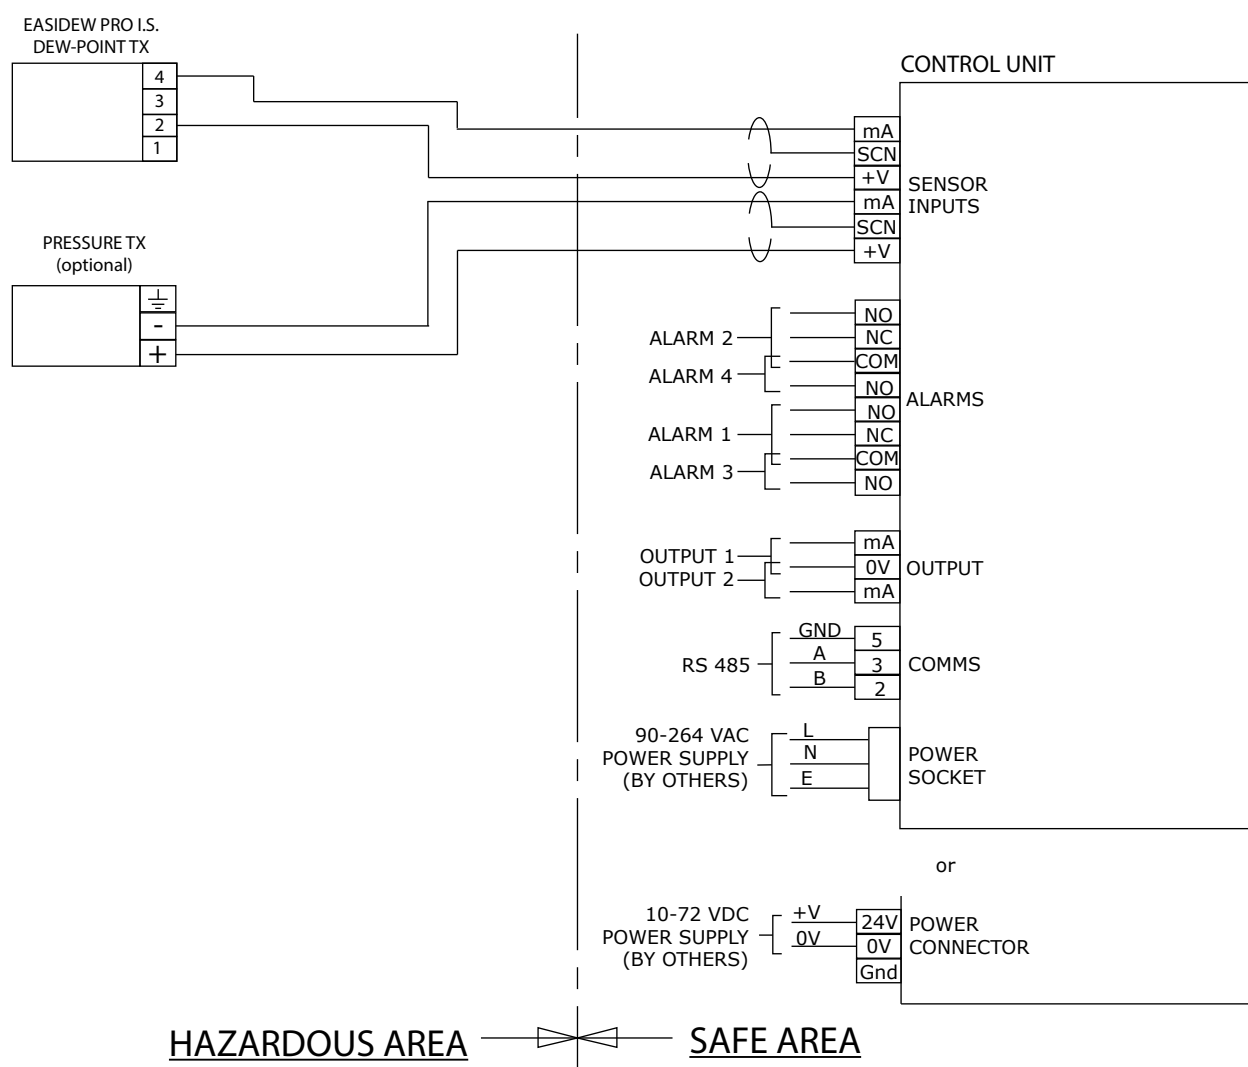 EASIDEW PRO I.S.
DEW-POINT TX
4
3
2
1
PRESSURE TX
(optional)
-
+
CONTROL UNIT
mA
SCN
+V
mA
SCN
+V
SENSOR
INPUTS
ALARM 2
ALARM 4
ALARM 1
ALARM 3
NO
NC
COM
NO
NO
NC
COM
NO
ALARMS
OUTPUT 1
OUTPUT 2
mA
0V
mA
OUTPUT
RS 485
GND
A
B
5
3
2
COMMS
90-264 VAC
POWER SUPPLY
(BY OTHERS)
L
N
E
POWER
SOCKET
or
10-72 VDC
POWER SUPPLY
(BY OTHERS)
+V
0V
24V
0V
Gnd
POWER
CONNECTOR
HAZARDOUS AREA
SAFE AREA